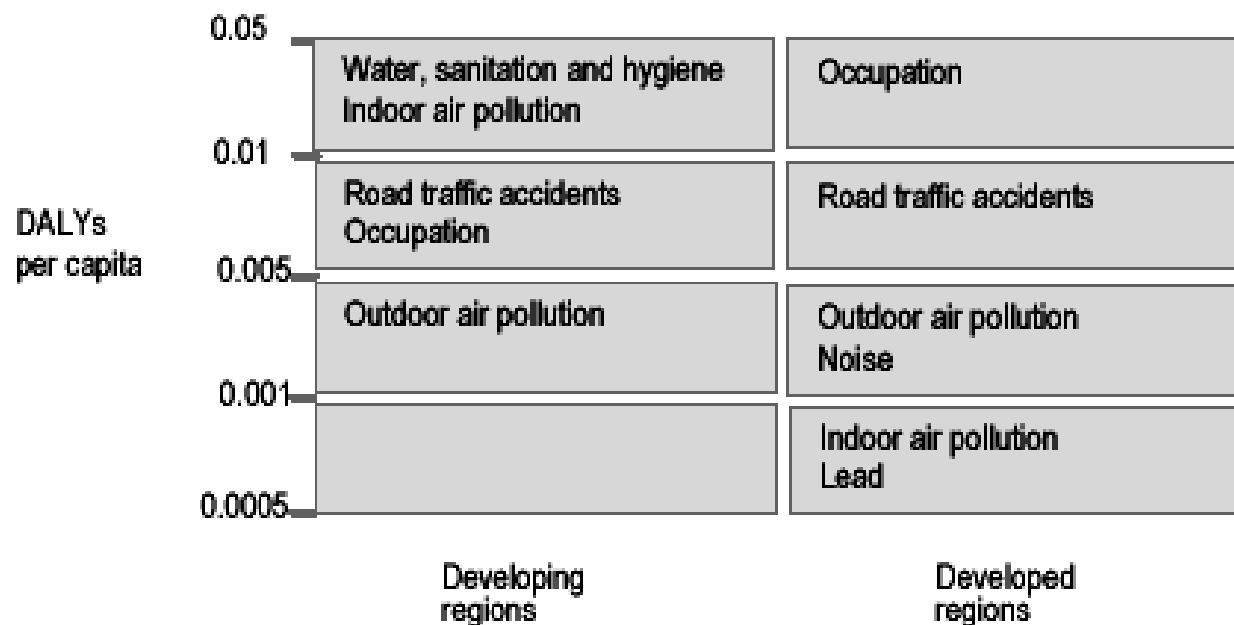 0.05
Water, sanitation and hygiene
Indoor air pollution
Occupation
0.01
Road traffic accidents
Occupation
Road traffic accidents
DALYs
per capita
0.005
Outdoor air pollution
Outdoor air pollution
Noise
0.001
Indoor air pollution
Lead
0.0005
Developing
regions
Developed
regions